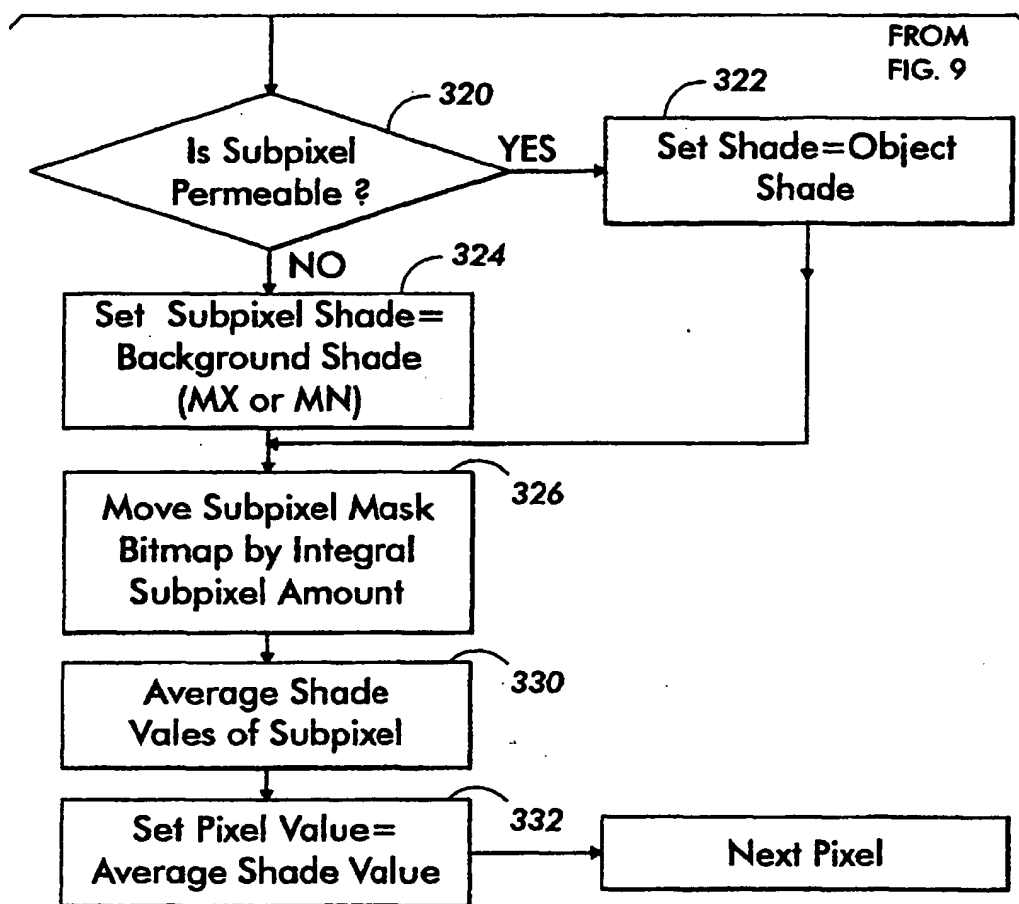 FROM
FIG. 9
320
322
Is Subpixel
Permeable ?
YES
Set Shade=Object
Shade
NO
324
Set Subpixel Shade=
Background Shade
(MX or MN)
326
Move Subpixel Mask
Bitmap by Integral
Subpixel Amount
330
Average Shade
Vales of Subpixel
332
Set Pixel Value=
Average Shade Value
Next Pixel